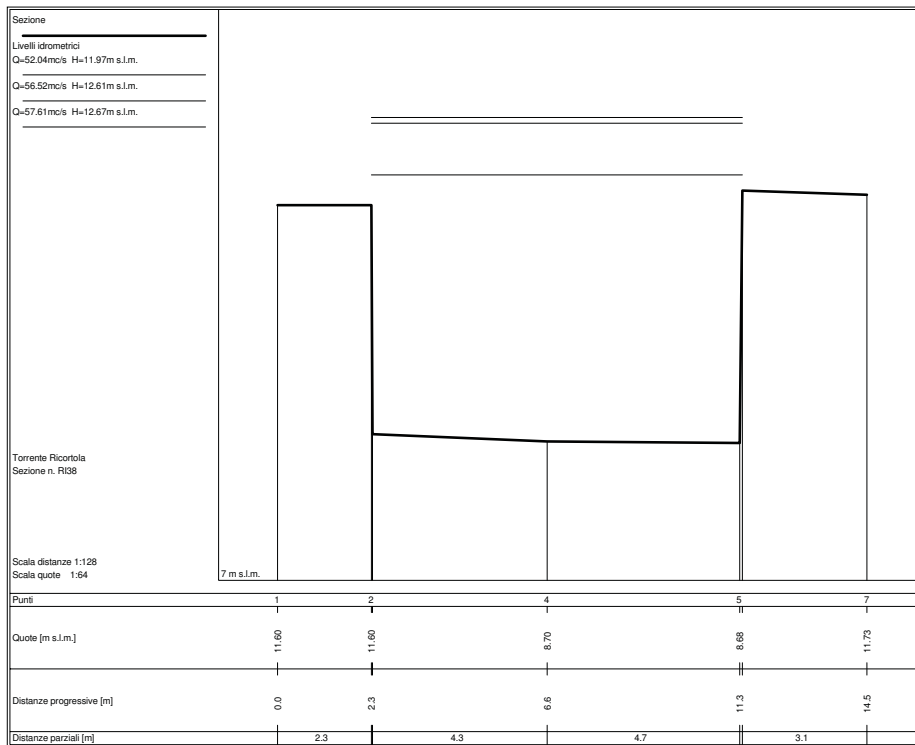 Sezione
Livelli idrometrici
Q=52.04mc/s H=11.97m s.l.m.
Q=56.52mc/s H=12.61m s.l.m.
Q=57.61mc/s H=12.67m s.l.m.
Torrente Ricortola
Sezione n. RI38
Scala distanze 1:128
Scala quote 1:64
7 m s.l.m.
Punti 1 2 4 5 7
Quote [m s.l.m.] 11.60 11.60 8.70 8.68 11.73
Distanze progressive [m] 0.0 2.3 6.6 11.3 14.5
Distanze parziali [m] 2.3 4.3 4.7 3.1